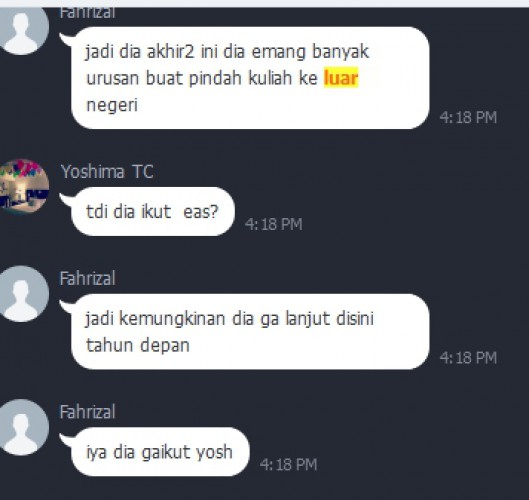 Fahrizal
jadi dia akhir2 ini dia emang banyak
urusan buat pindah kuliah ke luar
negeri
4:18 PM
Yoshima TC
tdi dia ikut eas?
4:18 PM
Fahrizal
jadi kemungkinan dia ga lanjut disini
tahun depan
4:18 PM
Fahrizal
iya dia gaikut yosh
4:18 PM